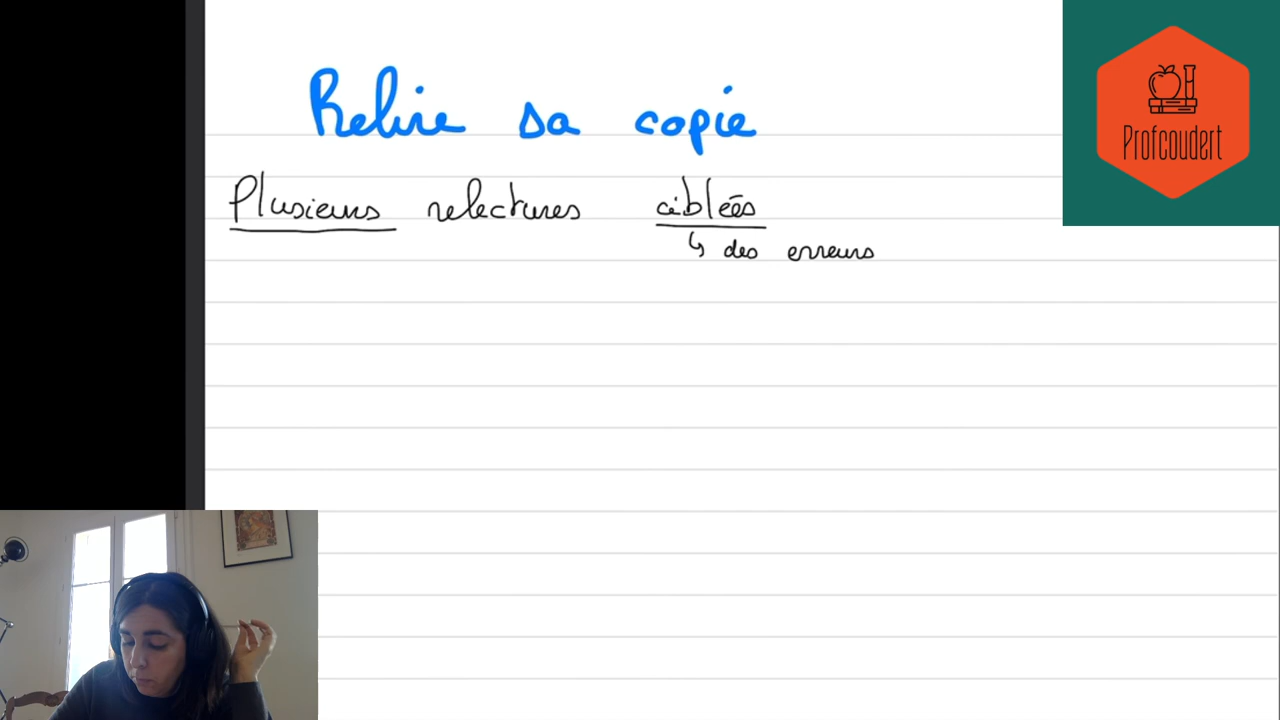 Relire sa copie
Plusieurs relectures ciblées
↳ des erreurs
Profcoudert